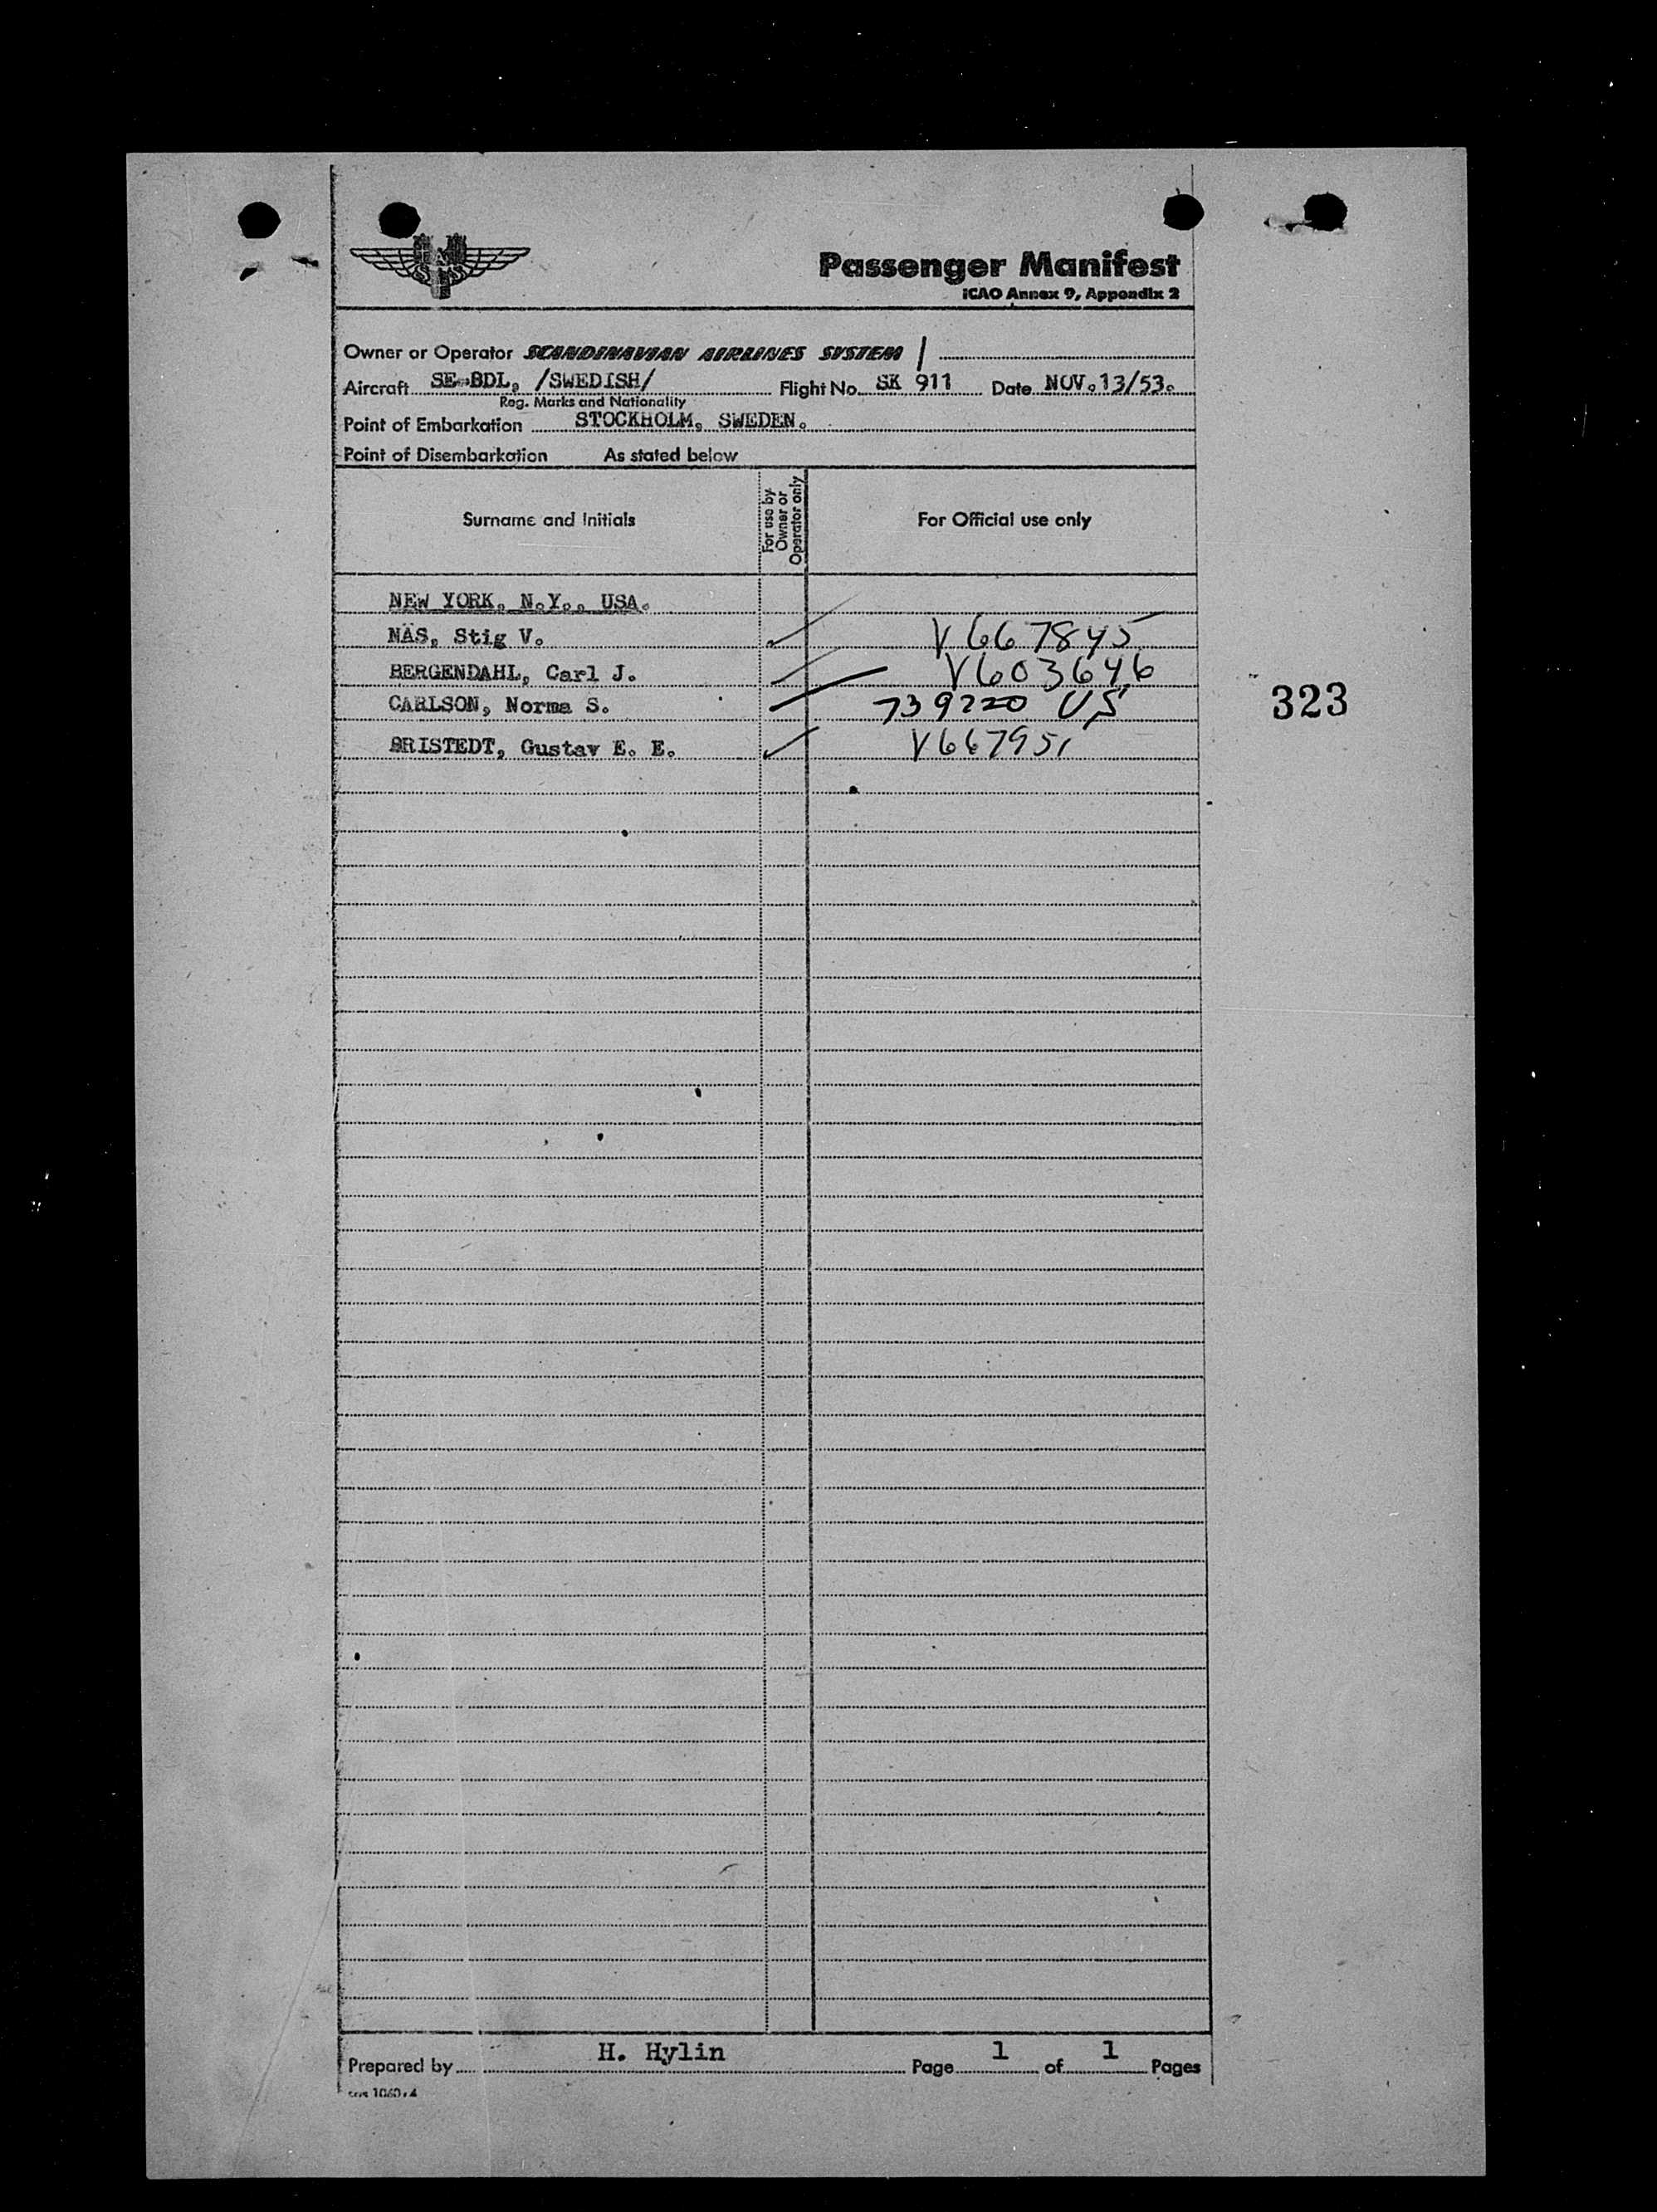 SAS
Passenger Manifest
ICAO Annex 9, Appendix 2
Owner or Operator SCANDINAVIAN AIRLINES SYSTEM /
Aircraft SE-BDL, /SWEDISH/ Flight No. SK 911 Date NOV.13/53.
Reg. Marks and Nationality
Point of Embarkation STOCKHOLM, SWEDEN.
Point of Disembarkation As stated below
Surname and Initials For use by Owner or Operator only For Official use only
NEW YORK, N.Y., USA.
NÄS, Stig V. V667845
BERGENDAHL, Carl J. V603646
CARLSON, Norma S. 739220 US
323
BRISTEDT, Gustav E. E. V667951
Prepared by H. Hylin Page 1 of 1 Pages